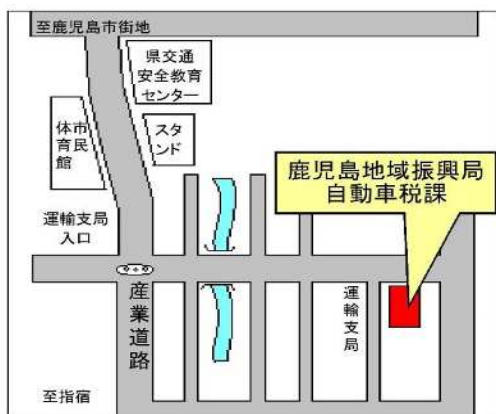 至鹿児島市街地
県交通
安全教育
センター
体市
育民
館
スタ
ンド
鹿児島地域振興局
自動車税課
運輸支局
入口
産業道路
運輸支局
至指宿